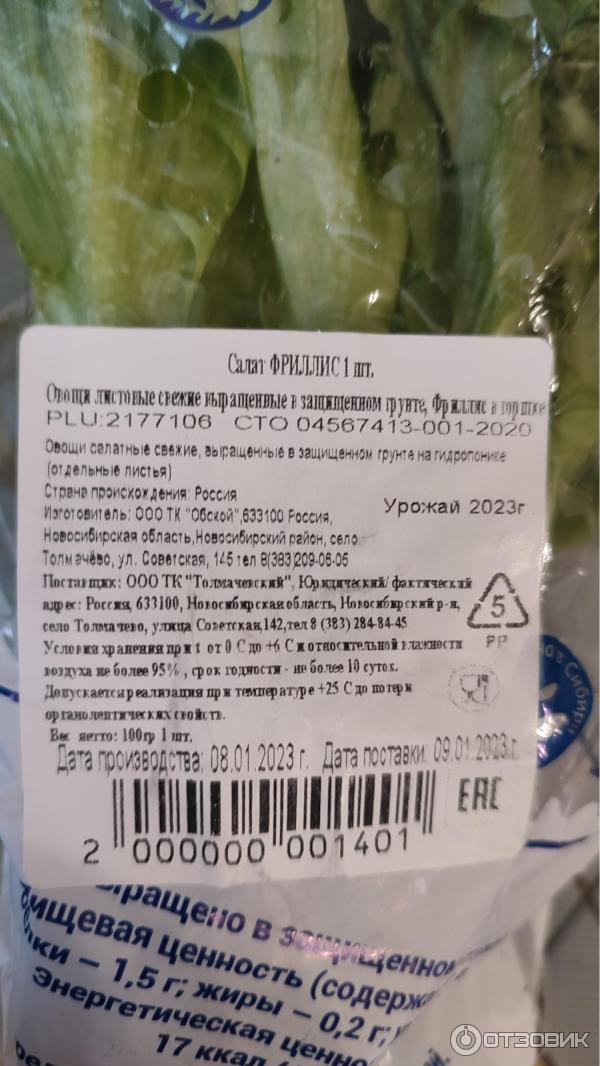 Салат ФРИЛЛИС 1 шт.
Овощи листовые свежие выращенные в защищенном грунте, Фриллис в горшке
PLU:2177106 СТО 04567413-001-2020
Овощи салатные свежие, выращенные в защищенном грунте на гидропонике
(отдельные листья)
Страна происхождения: Россия
Урожай 2023г
Изготовитель: ООО ТК "Обской",633100 Россия,
Новосибирская область,Новосибирский район, село
Толмачёво, ул. Советская, 145 тел 8(383)209-06-05
Поставщик: ООО ТК "Толмачевский", Юридический/ фактический
адрес: Россия, 633100, Новосибирская область, Новосибирский р-н,
село Толмачево, улица Советская,142,тел 8 (383) 284-84-45
5
PP
Условия хранения при t от 0 С до +6 С и относительной влажности
воздуха не более 95% , срок годности - не более 10 суток.
Допускается реализация при температуре +25 С до потери
органолептических свойств.
Вес нетто: 100гр 1 шт.
Дата производства: 08.01.2023 г. Дата поставки: 09.01.2023 г.
2 000000 001401
EAC
но в Сибири
выращено в защищенном
пищевая ценность (содерж
лки – 1,5 г; жиры – 0,2 г;
Энергетическая ценно
17 ккал
ОТЗОВИК